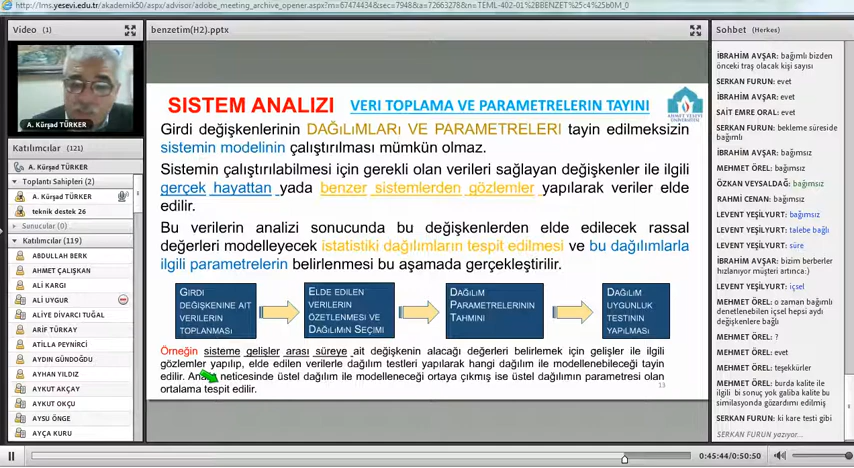 http://lms.yesevi.edu.tr/akademik50/aspx/advisor/adobe_meeting_archive_opener.aspx?m=67474434&sec=7948&ta=72663278&n=TEML-402-01%2BBENZET%25c4%25b0M_0
Video (1)
A. Kürşad TÜRKER
Katılımcılar (121)
A. Kürşad TÜRKER
Toplantı Sahipleri (2)
A. Kürşad TÜRKER
teknik destek 26
Sunucular (0)
Katılımcılar (119)
ABDULLAH BERK
AHMET ÇALIŞKAN
ALİ KARGI
ALİ UYGUR
ALİYE DİVARCI TUĞAL
ARİF TÜRKAY
ATİLLA PEYNİRCİ
AYDIN GÜNDOĞDU
AYHAN YILDIZ
AYKUT AKÇAY
AYKUT OKÇU
AYSU ÖNGE
AYÇA KURU
benzetim(H2).pptx
SISTEM ANALIZI VERI TOPLAMA VE PARAMETRELERIN TAYINI
AHMET YESEVİ
ÜNİVERSİTESİ
Girdi değişkenlerinin DAĞıLıMLARı VE PARAMETRELERI tayin edilmeksizin
sistemin modelinin çalıştırılması mümkün olmaz.
Sistemin çalıştırılabilmesi için gerekli olan verileri sağlayan değişkenler ile ilgili
gerçek hayattan yada benzer sistemlerden gözlemler yapılarak veriler elde
edilir.
Bu verilerin analizi sonucunda bu değişkenlerden elde edilecek rassal
değerleri modelleyecek istatistiki dağılımların tespit edilmesi ve bu dağılımlarla
ilgili parametrelerin belirlenmesi bu aşamada gerçekleştirilir.
GIRDI
DEĞIŞKENINE AIT
VERILERIN
TOPLANMASI
ELDE EDILEN
VERILERIN
ÖZETLENMESI VE
DAĞILIMIN SEÇIMI
DAĞILIM
PARAMETRELERININ
TAHMINI
DAĞILIM
UYGUNLUK
TESTININ
YAPILMASI
Örneğin sisteme gelişler arası süreye ait değişkenin alacağı değerleri belirlemek için gelişler ile ilgili
gözlemler yapılıp, elde edilen verilerle dağılım testleri yapılarak hangi dağılım ile modellenebileceği tayin
edilir. Analiz neticesinde üstel dağılım ile modelleneceği ortaya çıkmış ise üstel dağılımın parametresi olan
ortalama tespit edilir.
13
Sohbet (Herkes)
İBRAHİM AVŞAR: bağımlı bizden
önceki traş olacak kişi sayısı
SERKAN FURUN: evet
İBRAHİM AVŞAR: evet
SAİT EMRE ORAL: evet
SERKAN FURUN: bekleme süreside
bağımlı
İBRAHİM AVŞAR: bağımsız
MEHMET ÖREL: bağımsız
ÖZKAN VEYSALDAĞ: bağımsız
RAHMİ CENAN: bağımsız
LEVENT YEŞİLYURT: bağımsız
LEVENT YEŞİLYURT: talebe bağlı
LEVENT YEŞİLYURT: süre
İBRAHİM AVŞAR: bizim berberler
hızlanıyor müşteri artınca:)
LEVENT YEŞİLYURT: içsel
MEHMET ÖREL: o zaman bağımlı
denetlenebilen içsel hepsi aydı
değişkenlere bağlı
MEHMET ÖREL: ?
MEHMET ÖREL: evet
MEHMET ÖREL: teşekkürler
MEHMET ÖREL: burda kalite ile
ilgili bi sonuç yok galiba kalite bu
similasyonda gözardımı edilmiş
SERKAN FURUN: ki kare testi gibi
SERKAN FURUN yazıyor...
0:45:44/0:50:50